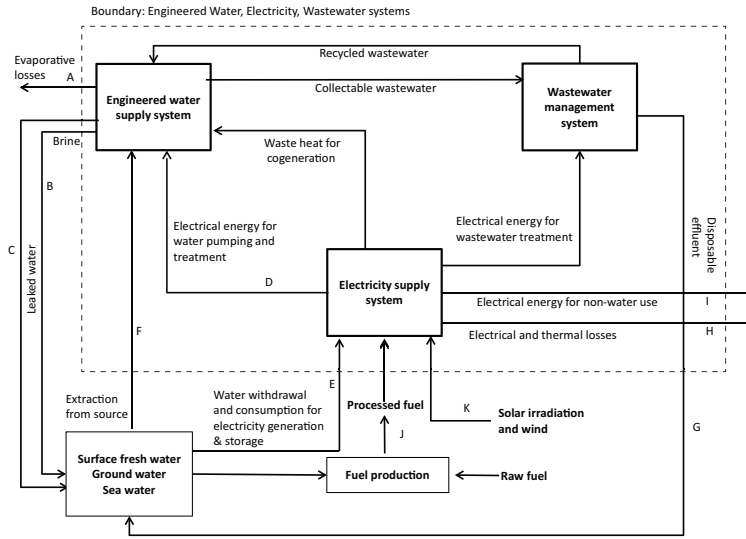 Boundary: Engineered Water, Electricity, Wastewater systems
Recycled wastewater
Evaporative
losses
A
Engineered water
supply system
Collectable wastewater
Wastewater
management
system
Brine
Waste heat for
cogeneration
B
C
Leaked water
Electrical energy for
water pumping and
treatment
Electrical energy for
wastewater treatment
Disposable
effluent
D
Electricity supply
system
Electrical energy for non-water use
I
F
Electrical and thermal losses
H
E
Extraction
from source
Water withdrawal
and consumption for
electricity generation
& storage
Processed fuel
K
Solar irradiation
and wind
G
J
Surface fresh water
Ground water
Sea water
Fuel production
Raw fuel